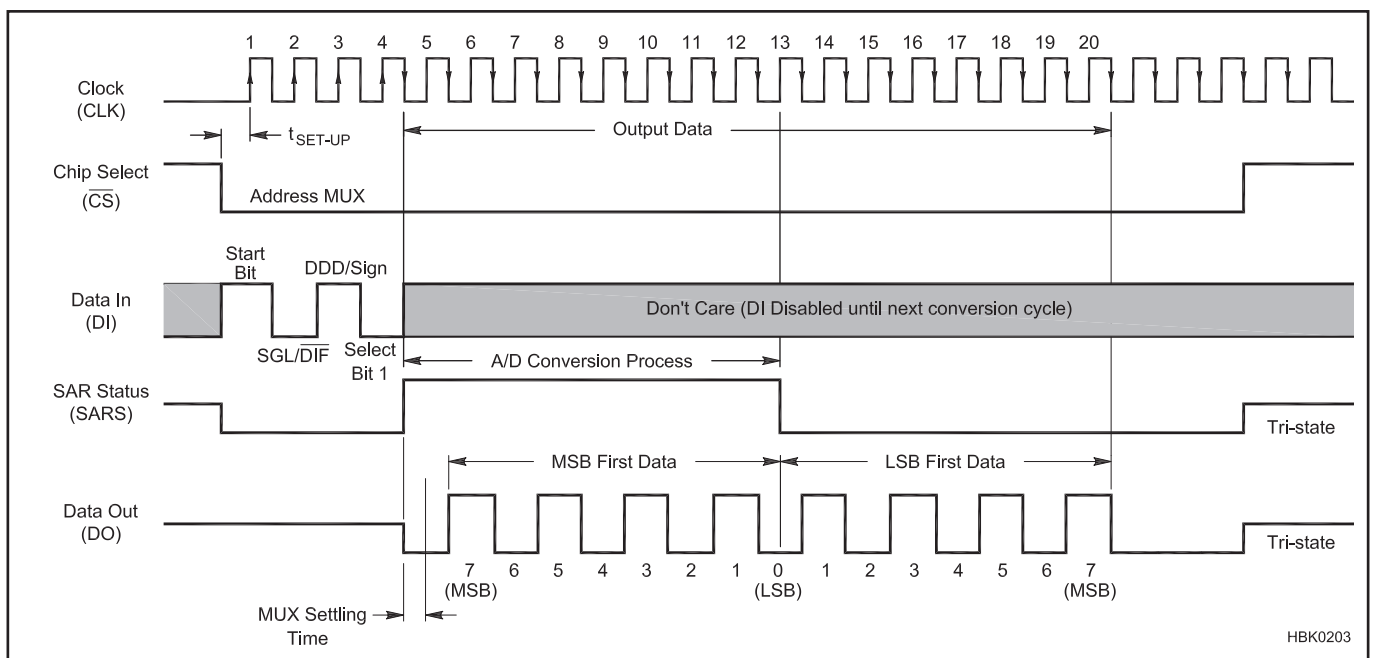 1 2 3 4 5 6 7 8 9 10 11 12 13 14 15 16 17 18 19 20
Clock
(CLK)
tSET-UP
Output Data
Chip Select
(CS)
Address MUX
Start
Bit
DDD/Sign
Data In
(DI)
Don't Care (DI Disabled until next conversion cycle)
SGL/DIF
Select
Bit 1
A/D Conversion Process
SAR Status
(SARS)
Tri-state
MSB First Data
LSB First Data
Data Out
(DO)
Tri-state
7 6 5 4 3 2 1 0 1 2 3 4 5 6 7
(MSB) (LSB) (MSB)
MUX Settling
Time
HBK0203